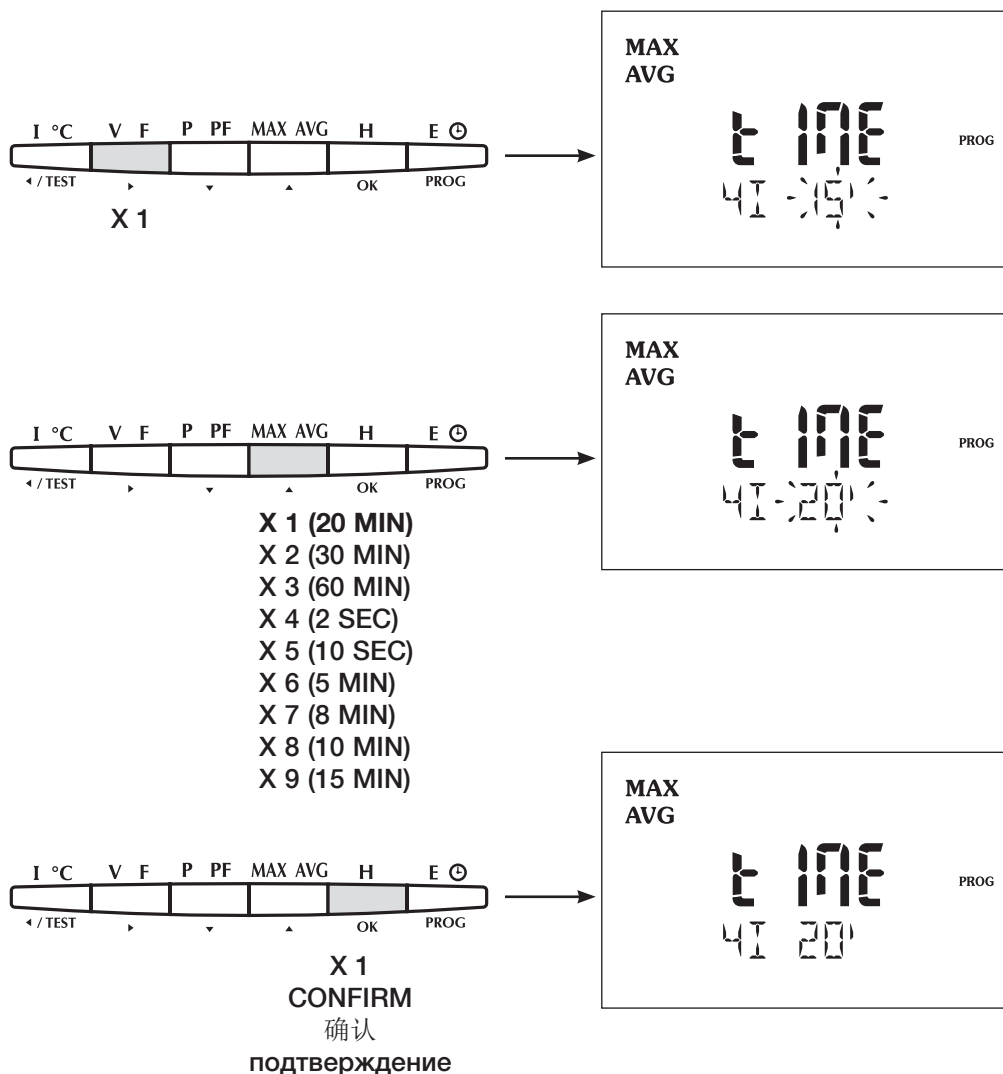 MAX
AVG
t IME
4I 15'
PROG
I °C V F P PF MAX AVG H E
◂ / TEST ▸ ▾ ▴ OK PROG
X 1
MAX
AVG
t IME
4I 20'
PROG
I °C V F P PF MAX AVG H E
◂ / TEST ▸ ▾ ▴ OK PROG
X 1 (20 MIN)
X 2 (30 MIN)
X 3 (60 MIN)
X 4 (2 SEC)
X 5 (10 SEC)
X 6 (5 MIN)
X 7 (8 MIN)
X 8 (10 MIN)
X 9 (15 MIN)
MAX
AVG
t IME
4I 20'
PROG
I °C V F P PF MAX AVG H E
◂ / TEST ▸ ▾ ▴ OK PROG
X 1
CONFIRM
确认
подтверждение